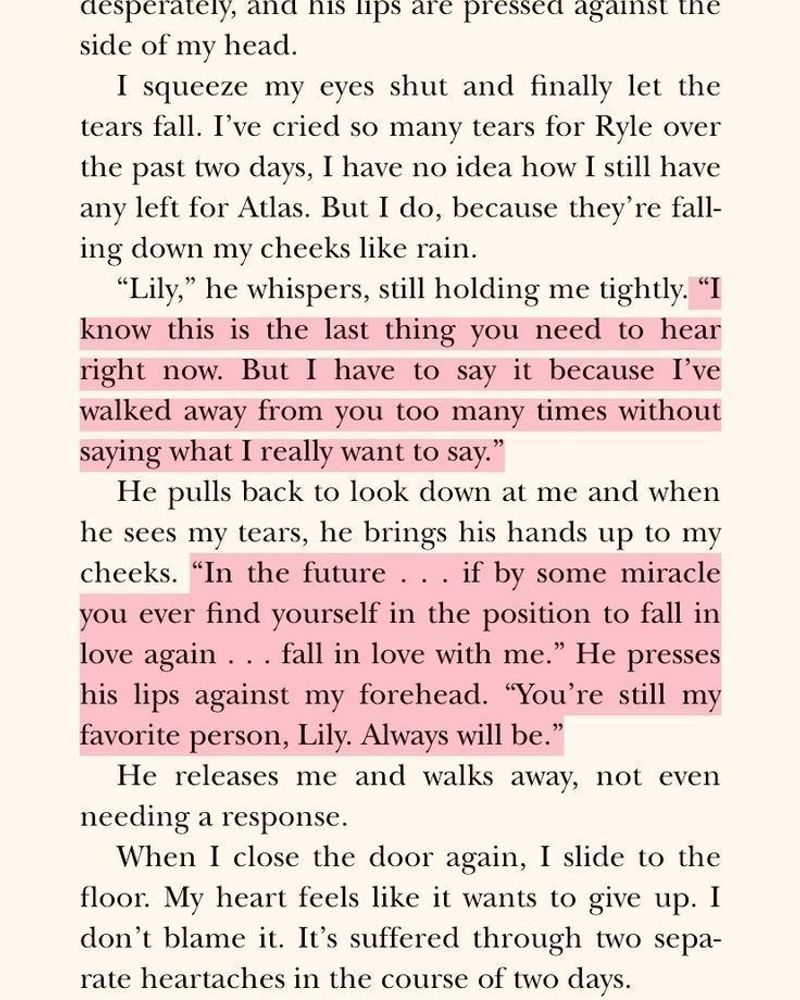 desperately, and his lips are pressed against the
side of my head.
I squeeze my eyes shut and finally let the
tears fall. I’ve cried so many tears for Ryle over
the past two days, I have no idea how I still have
any left for Atlas. But I do, because they’re fall-
ing down my cheeks like rain.
“Lily,” he whispers, still holding me tightly. “I
know this is the last thing you need to hear
right now. But I have to say it because I’ve
walked away from you too many times without
saying what I really want to say.”
He pulls back to look down at me and when
he sees my tears, he brings his hands up to my
cheeks. “In the future . . . if by some miracle
you ever find yourself in the position to fall in
love again . . . fall in love with me.” He presses
his lips against my forehead. “You’re still my
favorite person, Lily. Always will be.”
He releases me and walks away, not even
needing a response.
When I close the door again, I slide to the
floor. My heart feels like it wants to give up. I
don’t blame it. It’s suffered through two sepa-
rate heartaches in the course of two days.